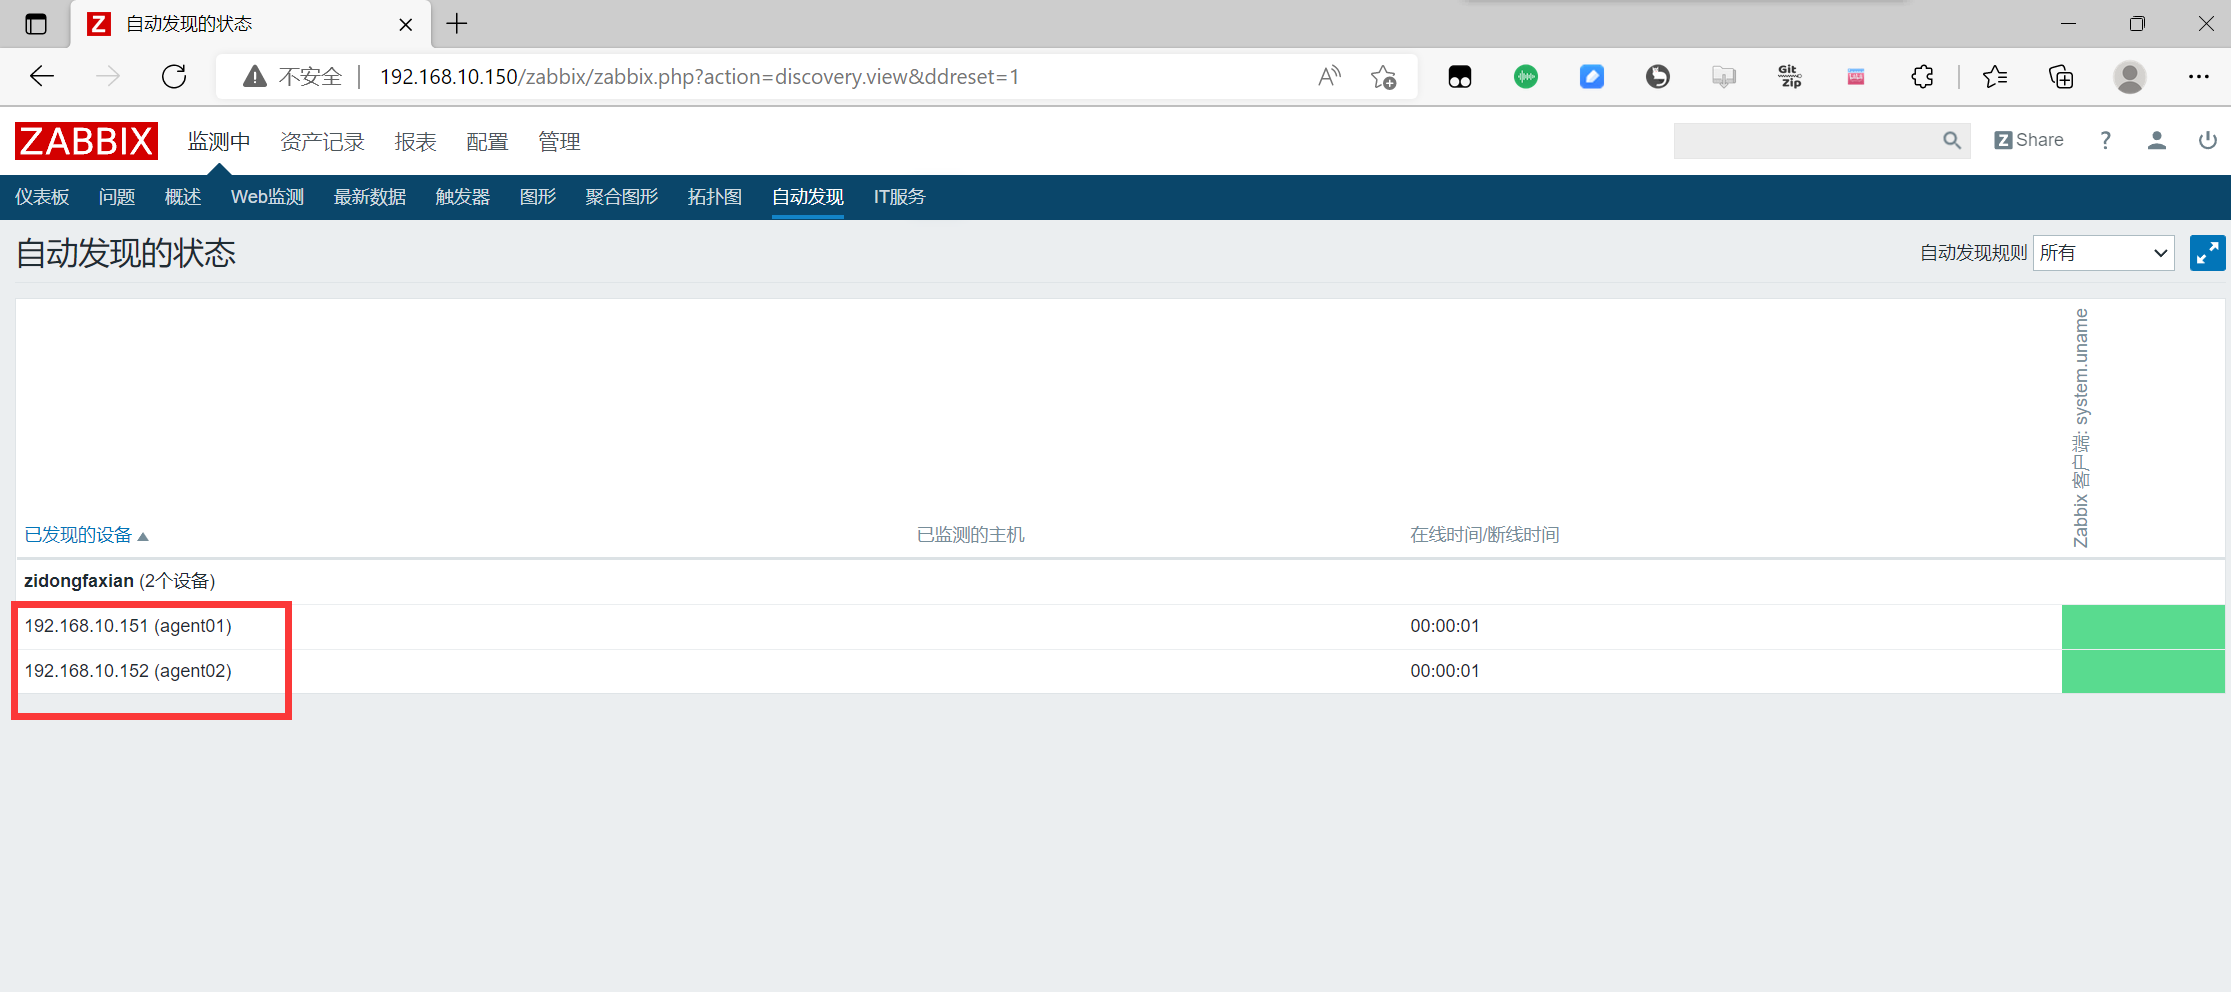 Z 自动发现的状态
不安全 192.168.10.150/zabbix/zabbix.php?action=discovery.view&ddreset=1
Git Zip
ZABBIX 监测中 资产记录 报表 配置 管理 Z Share ?
仪表板 问题 概述 Web监测 最新数据 触发器 图形 聚合图形 拓扑图 自动发现 IT服务
自动发现的状态 自动发现规则 所有
已发现的设备 已监测的主机 在线时间/断线时间 Zabbix 客户端: system.uname
zidongfaxian (2个设备)
192.168.10.151 (agent01) 00:00:01
192.168.10.152 (agent02) 00:00:01